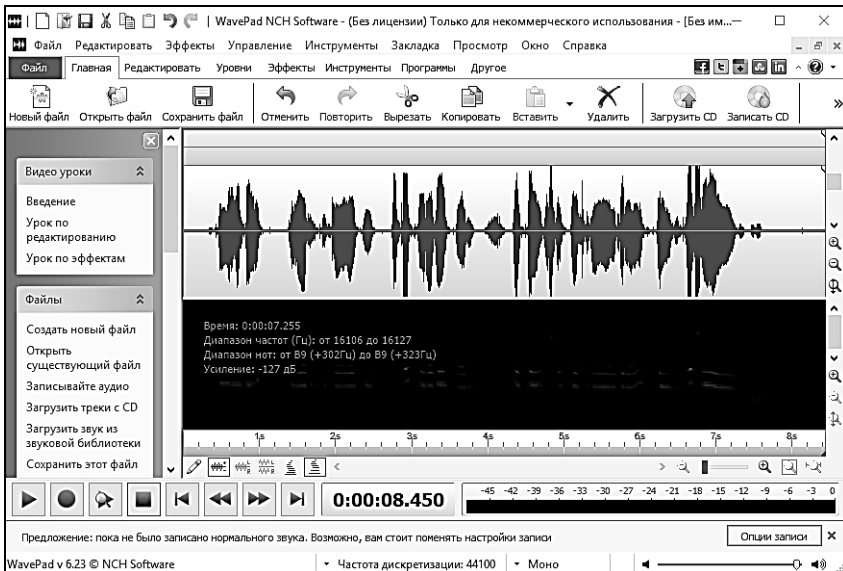 WavePad NCH Software - (Без лицензии) Только для некоммерческого использования - [Без им...
Файл Редактировать Эффекты Управление Инструменты Закладка Просмотр Окно Справка
Файл Главная Редактировать Уровни Эффекты Инструменты Программы Другое
Новый файл Открыть файл Сохранить файл Отменить Повторить Вырезать Копировать Вставить Удалить Загрузить CD Записать CD
Видео уроки
Введение
Урок по
редактированию
Урок по эффектам
Файлы
Создать новый файл
Открыть
существующий файл
Записывайте аудио
Загрузить треки с CD
Загрузить звук из
звуковой библиотеки
Сохранить этот файл
Время: 0:00:07.255
Диапазон частот (Гц): от 16106 до 16127
Диапазон нот: от B9 (+302Гц) до B9 (+323Гц)
Усиление: -127 дБ
1s 2s 3s 4s 5s 6s 7s 8s
0:00:08.450
-45 -42 -39 -36 -33 -30 -27 -24 -21 -18 -15 -12 -9 -6 -3 0
Предложение: пока не было записано нормального звука. Возможно, вам стоит поменять настройки записи
Опции записи
WavePad v 6.23 © NCH Software
Частота дискретизации: 44100
Моно